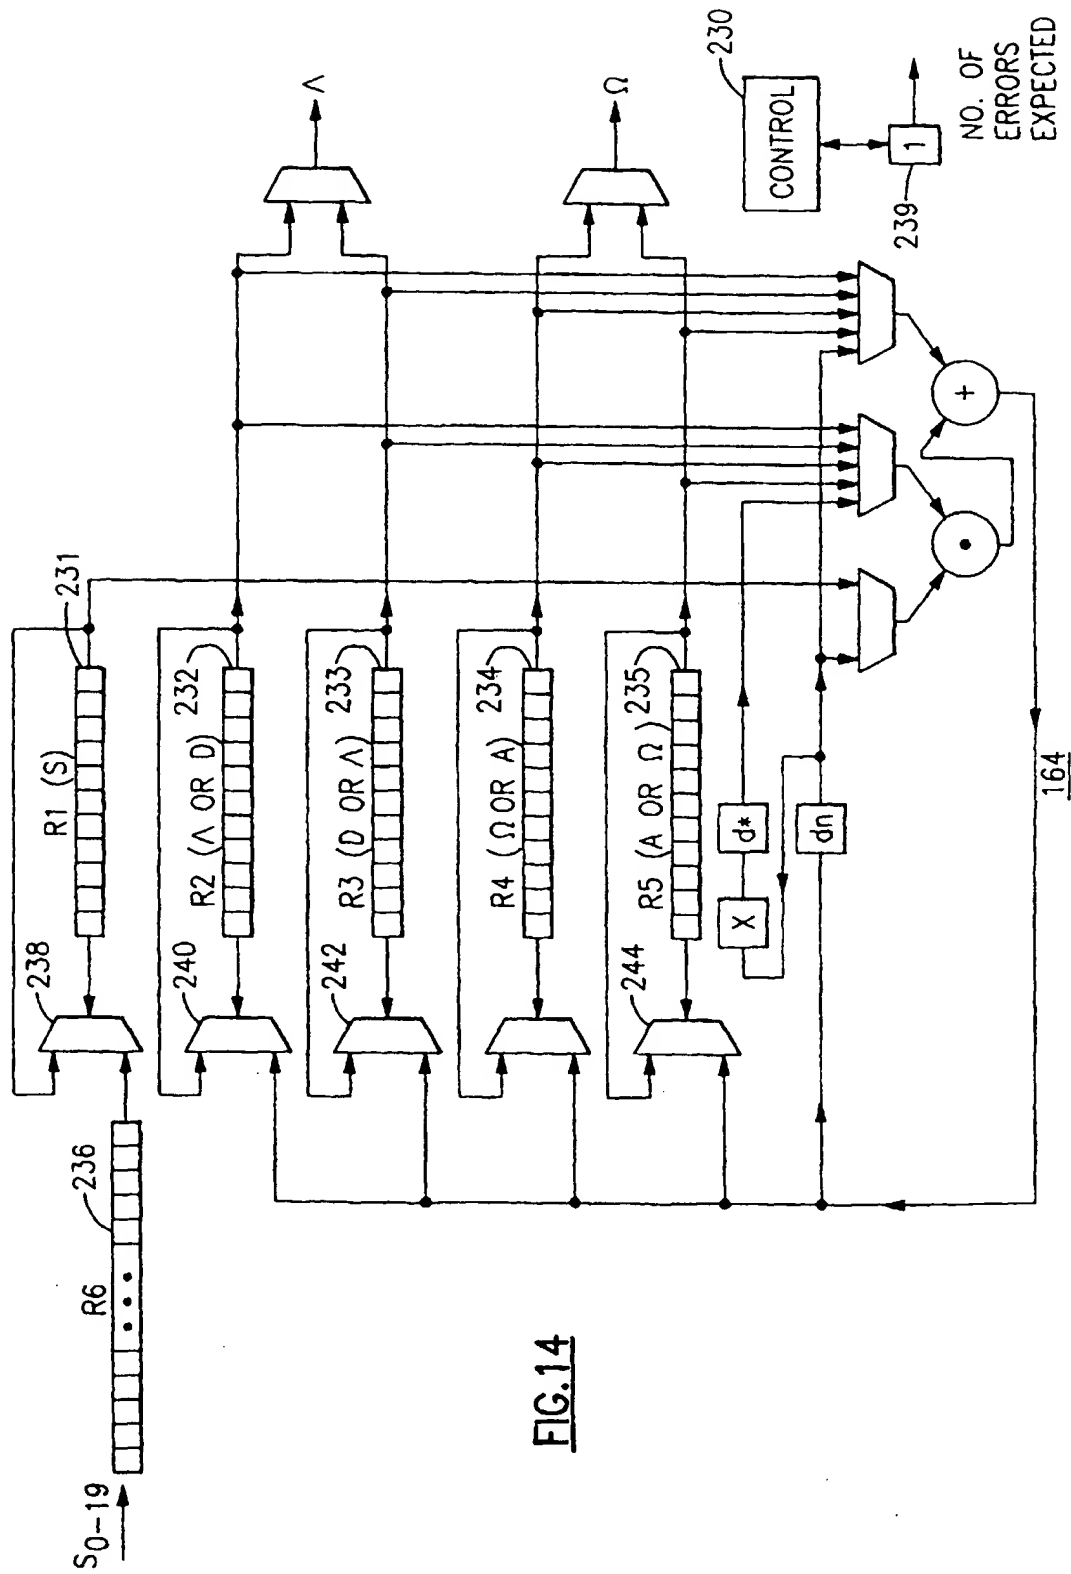 S0–19
R6
236
238
R1 (S)
231
240
R2 (Λ OR D)
232
Λ
242
R3 (D OR Λ)
233
R4 (Ω OR A)
234
Ω
244
R5 (A OR Ω)
235
X
d*
dn
230
CONTROL
239
1
NO. OF
ERRORS
EXPECTED
+
164
FIG.14